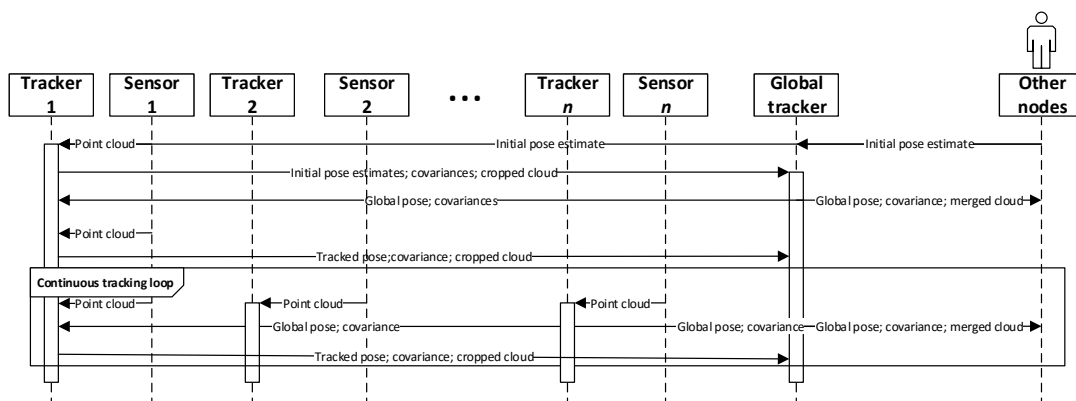 Tracker
1
Sensor
1
Tracker
2
Sensor
2
...
Tracker
n
Sensor
n
Global
tracker
Other
nodes
Point cloud
Initial pose estimate
Initial pose estimate
Initial pose estimates; covariances; cropped cloud
Global pose; covariances
Global pose; covariance; merged cloud
Point cloud
Tracked pose;covariance; cropped cloud
Continuous tracking loop
Point cloud
Point cloud
Point cloud
Global pose; covariance
Global pose; covariance
Global pose; covariance; merged cloud
Tracked pose; covariance; cropped cloud